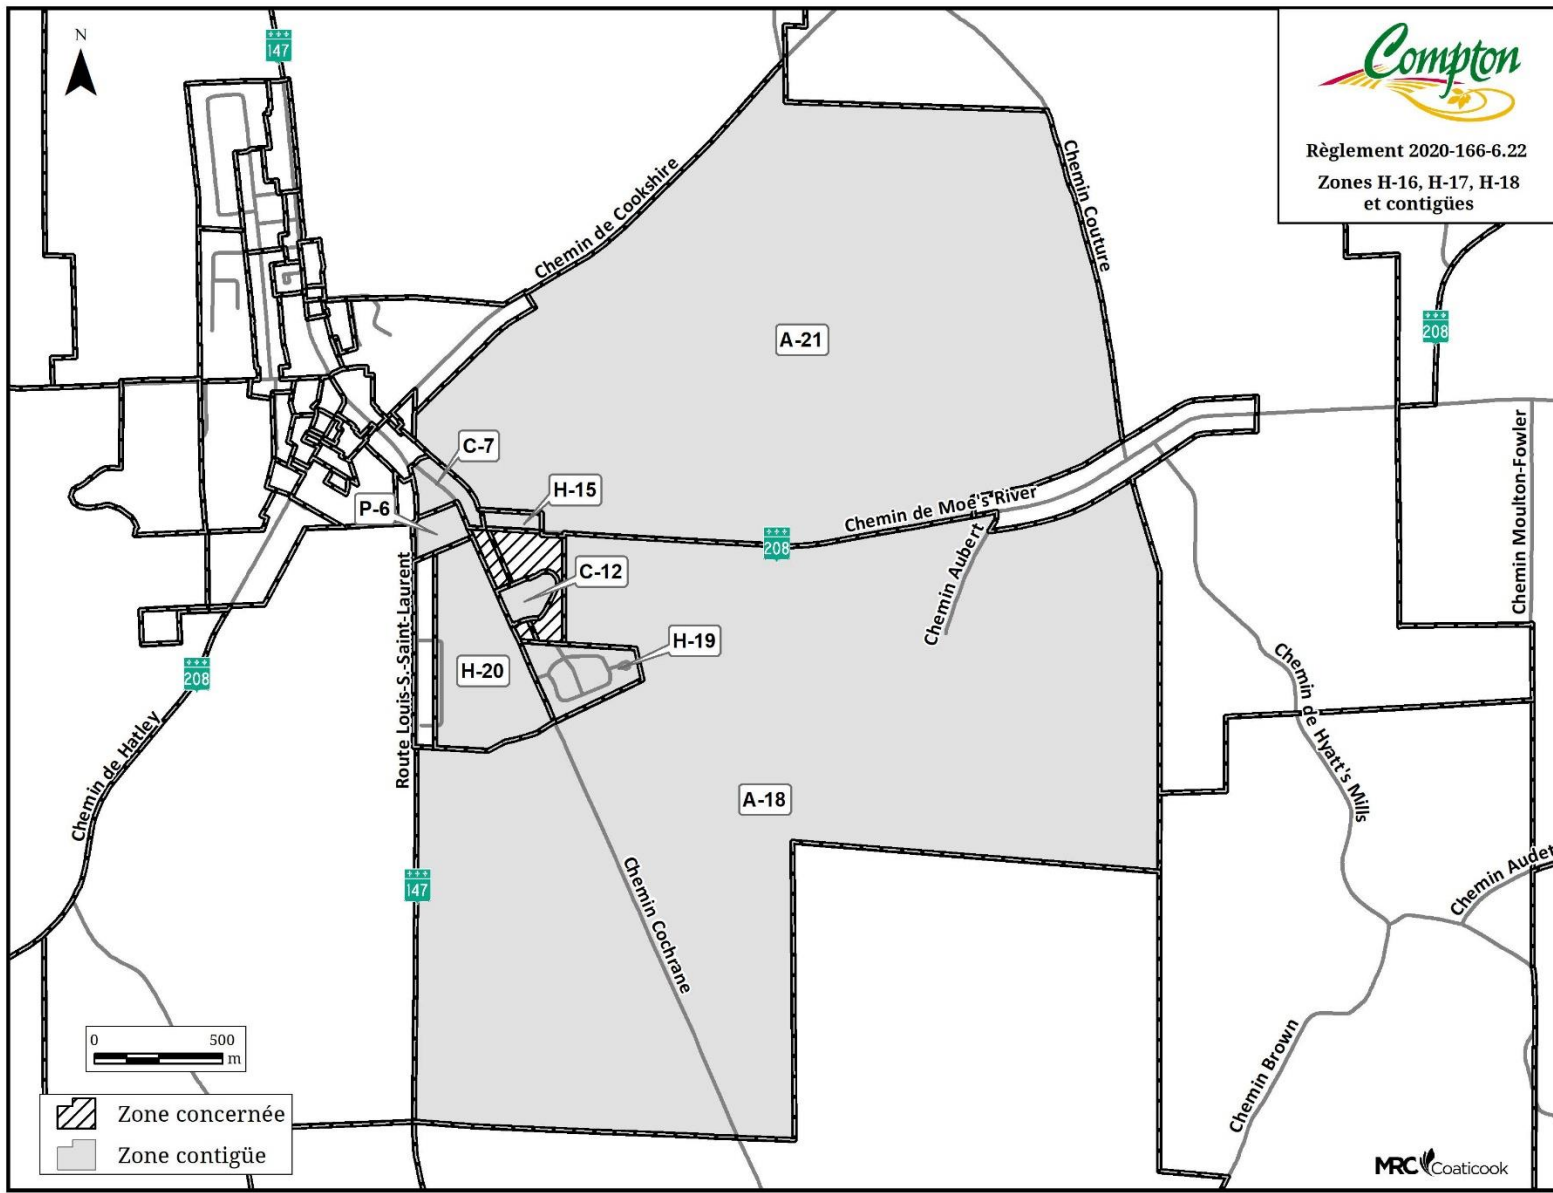 N
147
Compton
Règlement 2020-166-6.22
Zones H-16, H-17, H-18
et contigües
Chemin de Cookshire
Chemin Couture
A-21
208
C-7
H-15
P-6
Chemin de Moe's River
208
Chemin Moulton-Fowler
C-12
Chemin Aubert
Route Louis-S.-Saint-Laurent
H-19
H-20
208
Chemin de Hatley
Chemin de Hyatt's Mills
A-18
147
Chemin Cochrane
Chemin Audet
Chemin Brown
0 500
m
Zone concernée
Zone contigüe
MRC Coaticook